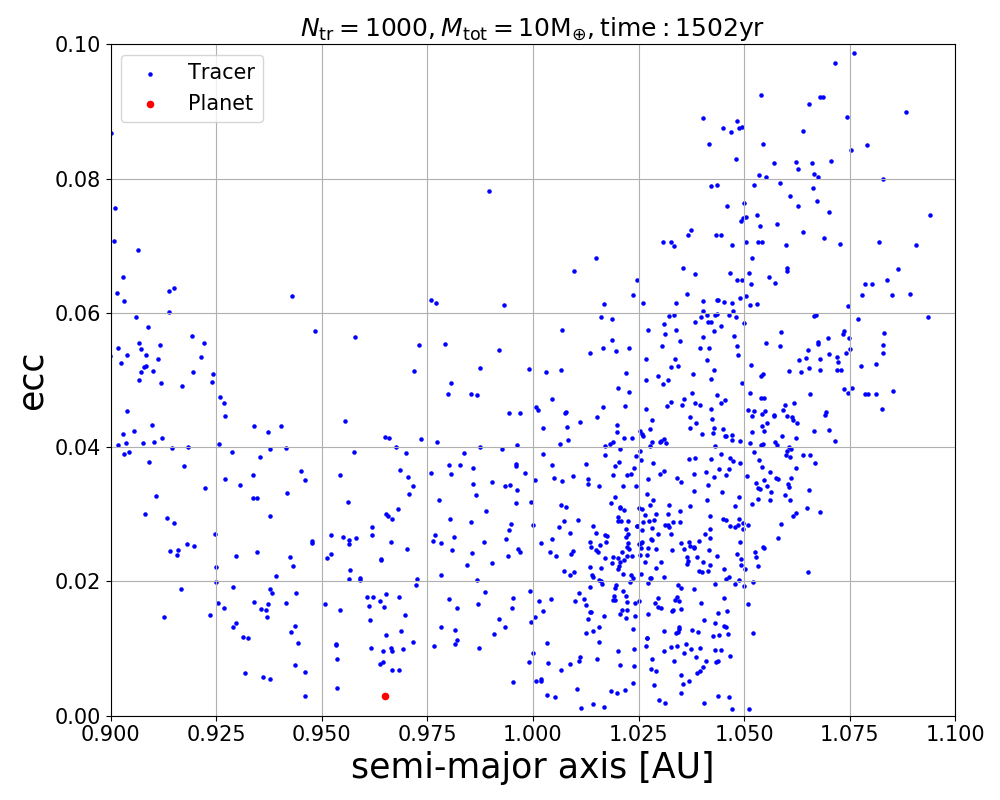 N_tr = 1000, M_tot = 10M_⊕, time : 1502yr
Tracer
Planet
ecc
0.10
0.08
0.06
0.04
0.02
0.00
0.900 0.925 0.950 0.975 1.000 1.025 1.050 1.075 1.100
semi-major axis [AU]